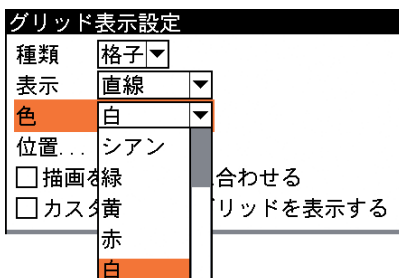 グリッド表示設定
種類 格子
表示 直線
色 白
位置... シアン
描画を緑 合わせる
カスタ黄 リッドを表示する
赤
白